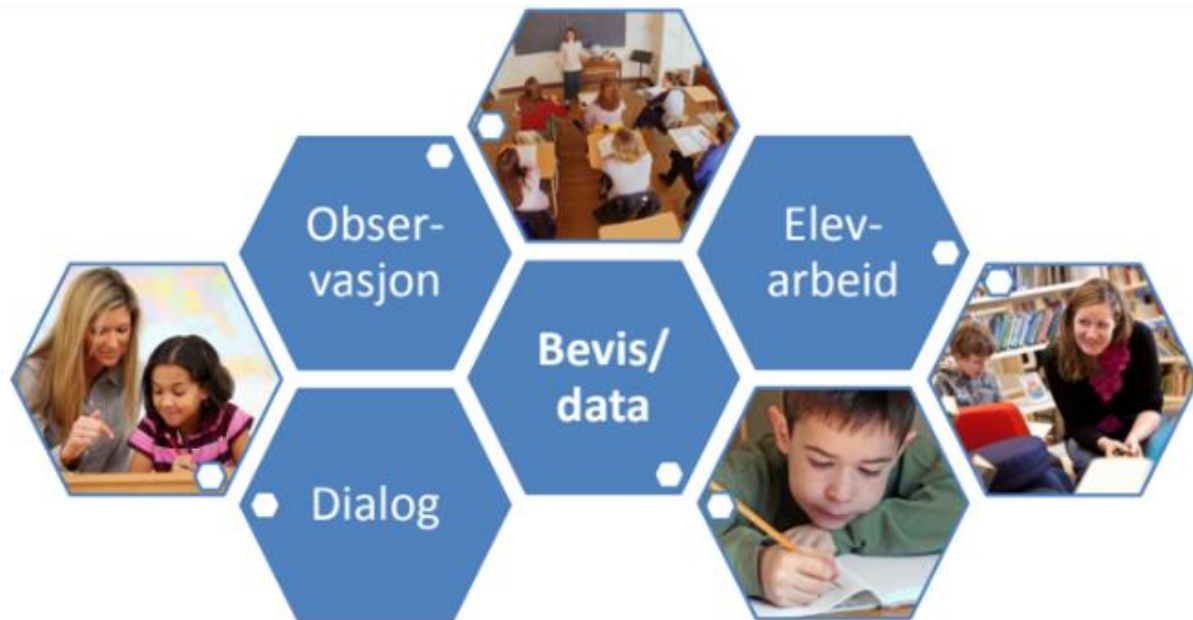 Obser-
vasjon
Elev-
arbeid
Bevis/
data
Dialog